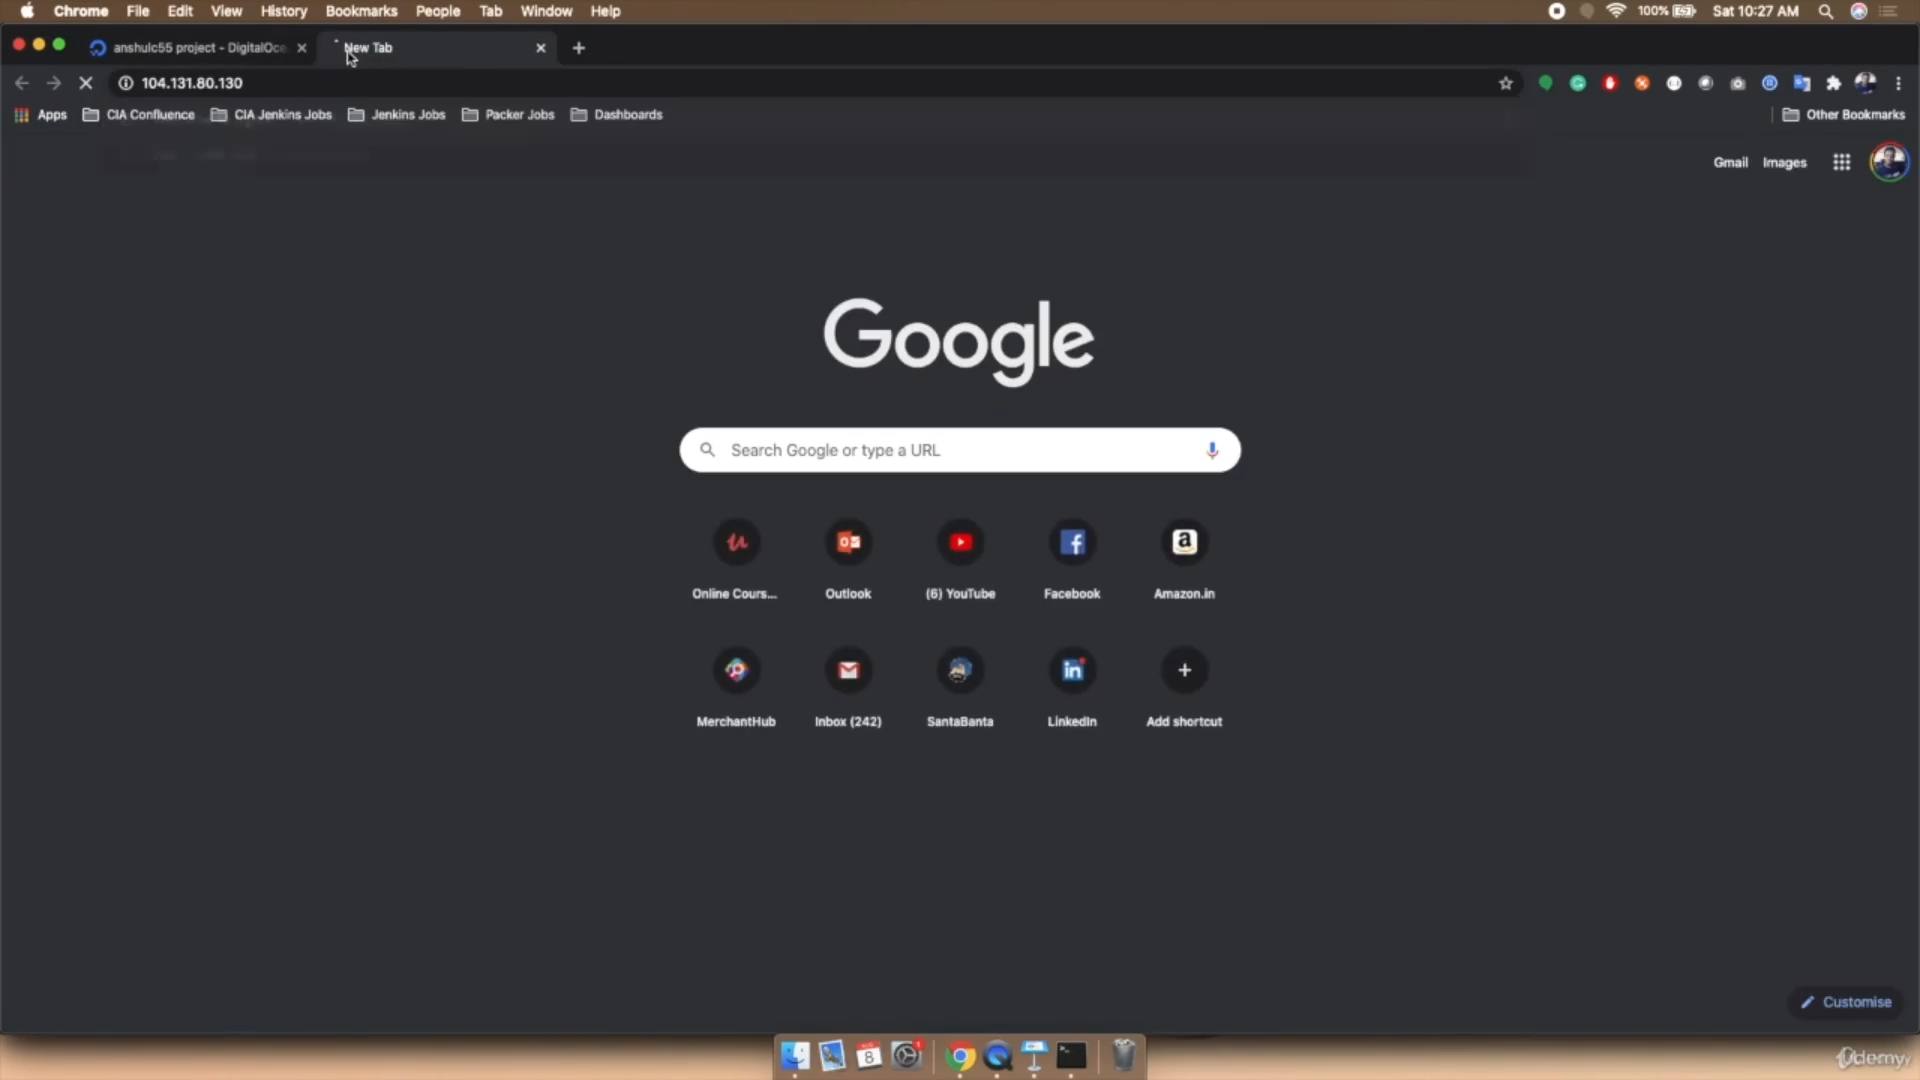 Chrome File Edit View History Bookmarks People Tab Window Help 100% Sat 10:27 AM
anshulc55 project - DigitalOce New Tab
104.131.80.130
Apps CIA Confluence CIA Jenkins Jobs Jenkins Jobs Packer Jobs Dashboards Other Bookmarks
Gmail Images
Google
Search Google or type a URL
Online Cours... Outlook (6) YouTube Facebook Amazon.in
MerchantHub Inbox (242) SantaBanta LinkedIn Add shortcut
Customise
8
Udemy